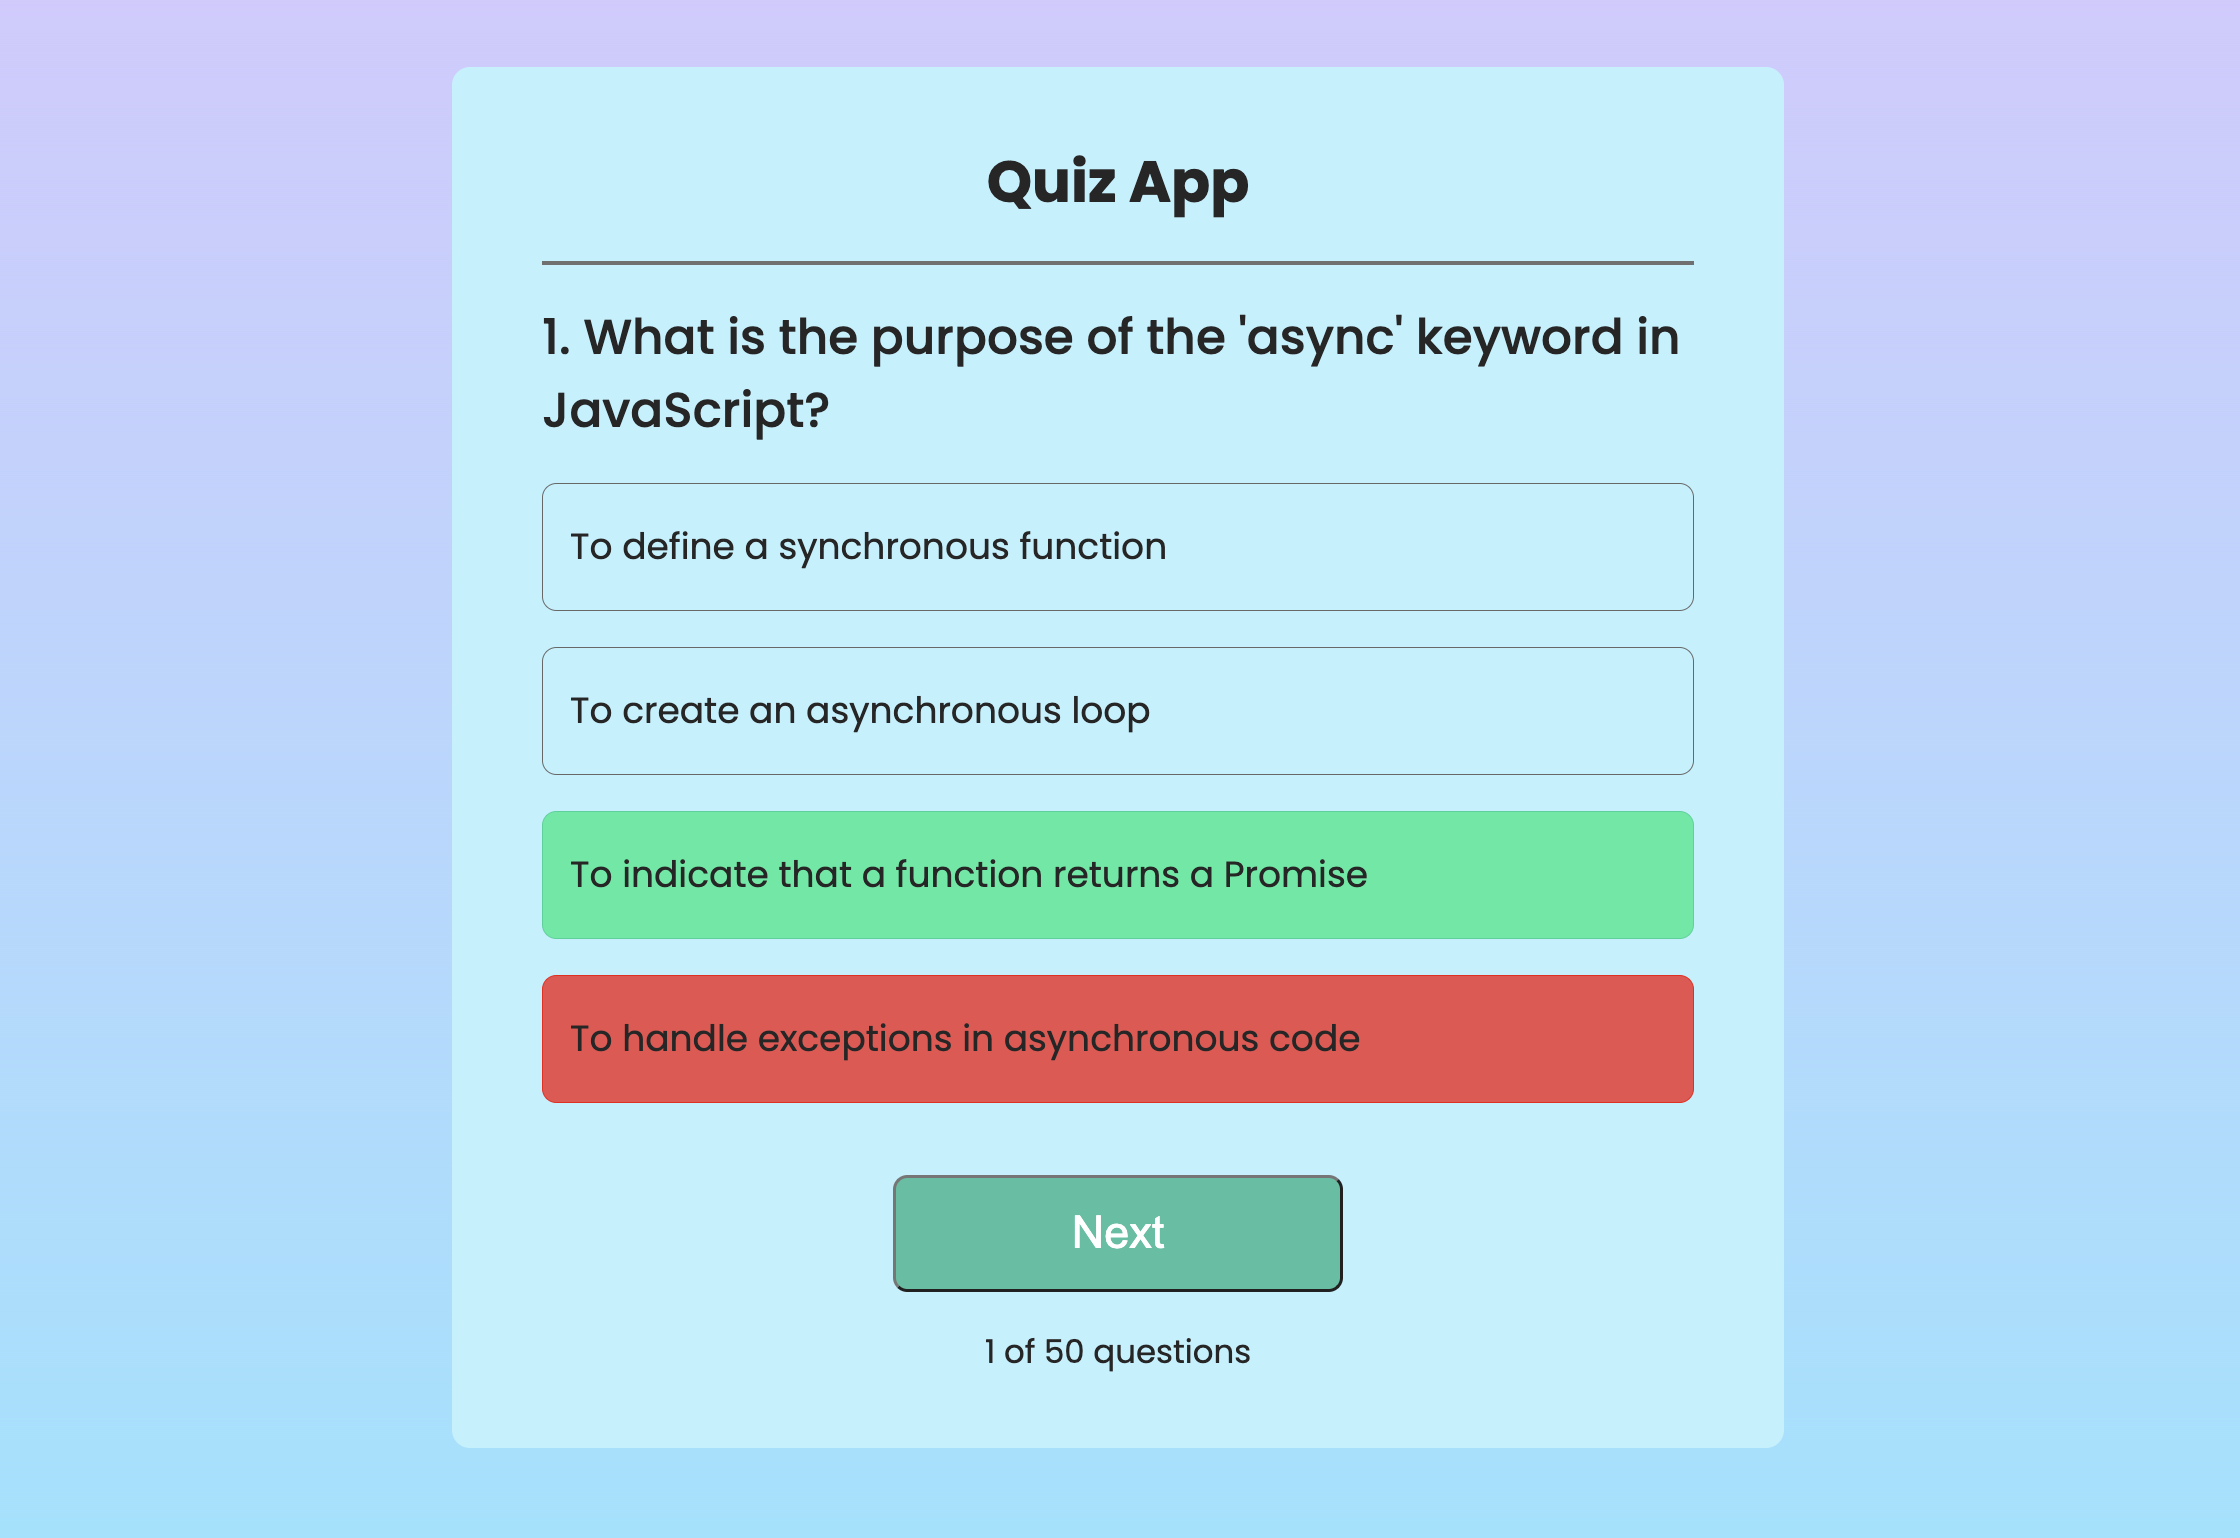 Quiz App
1. What is the purpose of the 'async' keyword in
JavaScript?
To define a synchronous function
To create an asynchronous loop
To indicate that a function returns a Promise
To handle exceptions in asynchronous code
Next
1 of 50 questions